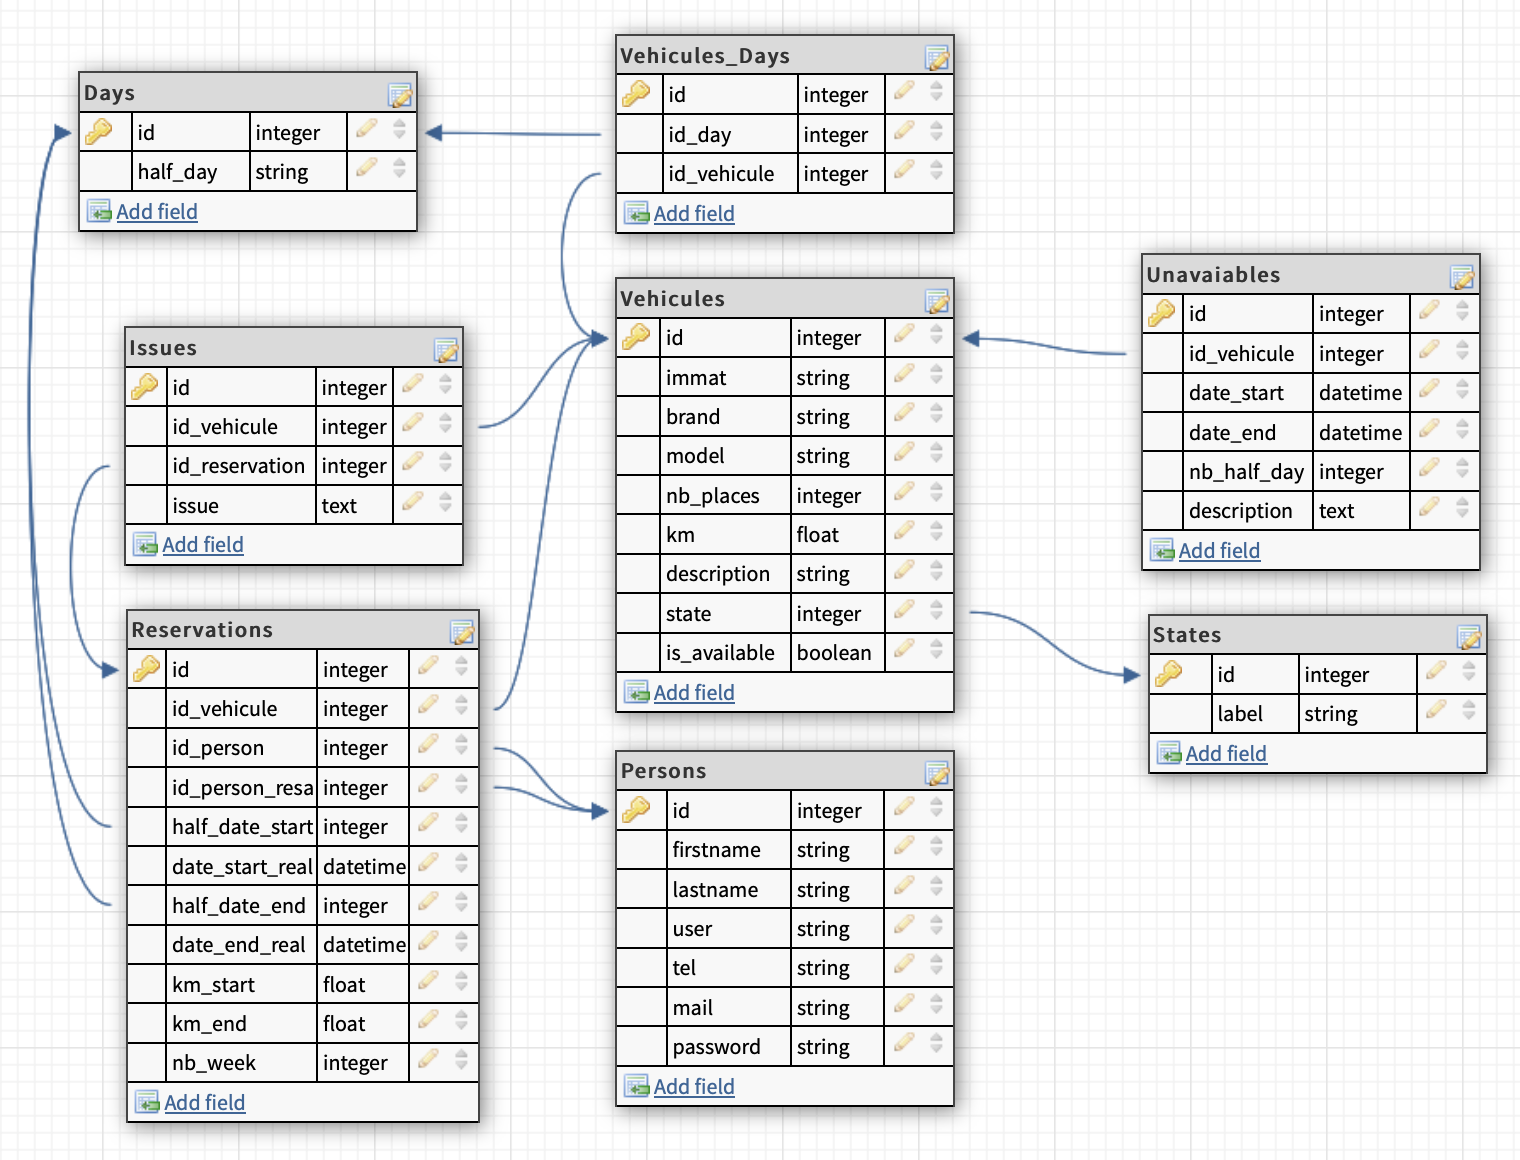 Days
id integer
half_day string
Add field
Vehicules_Days
id integer
id_day integer
id_vehicule integer
Add field
Unavaiables
id integer
id_vehicule integer
date_start datetime
date_end datetime
nb_half_day integer
description text
Add field
Vehicules
id integer
immat string
brand string
model string
nb_places integer
km float
description string
state integer
is_available boolean
Add field
Issues
id integer
id_vehicule integer
id_reservation integer
issue text
Add field
Reservations
id integer
id_vehicule integer
id_person integer
id_person_resa integer
half_date_start integer
date_start_real datetime
half_date_end integer
date_end_real datetime
km_start float
km_end float
nb_week integer
Add field
States
id integer
label string
Add field
Persons
id integer
firstname string
lastname string
user string
tel string
mail string
password string
Add field